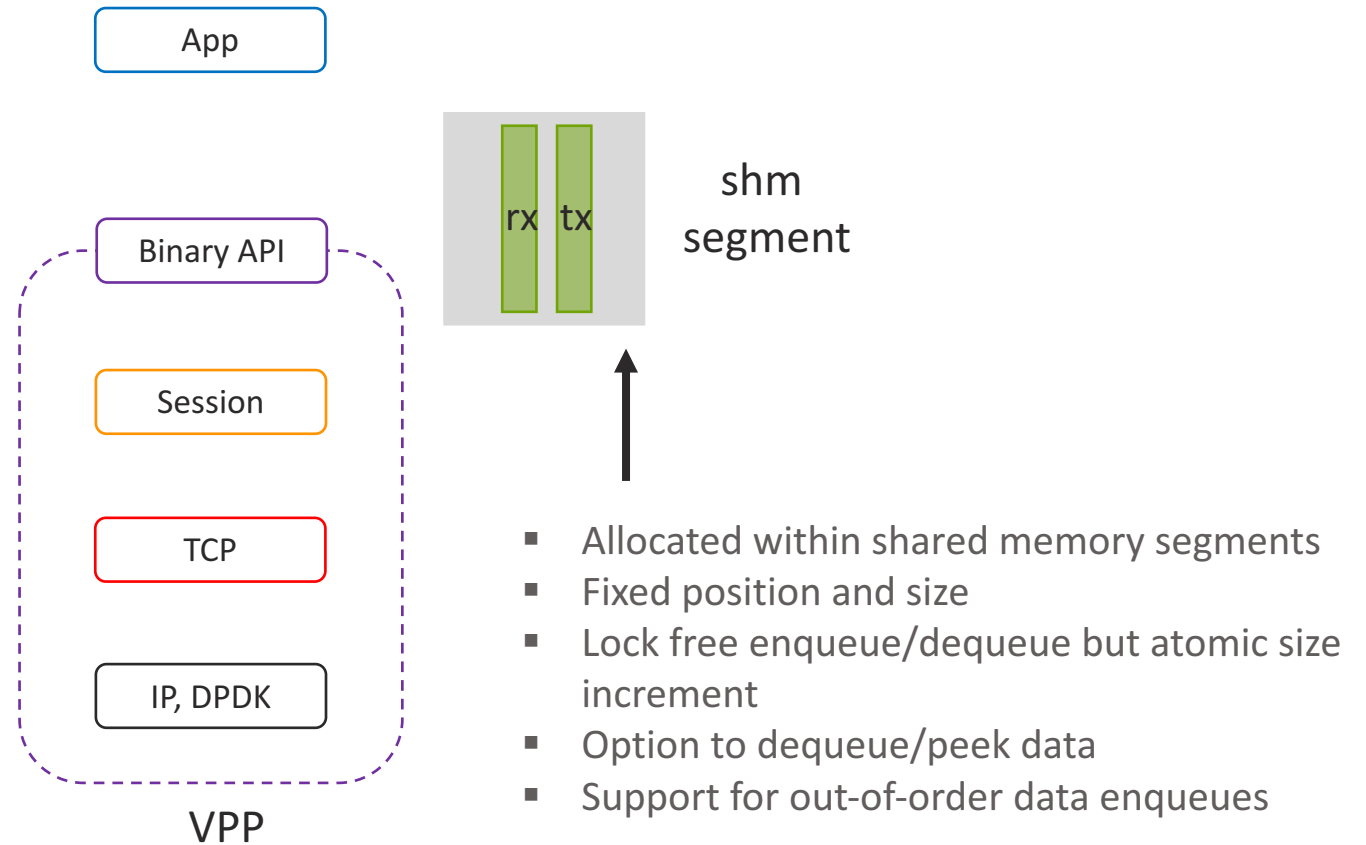 App
rx tx
shm
segment
Binary API
Session
TCP
IP, DPDK
VPP
▪ Allocated within shared memory segments
▪ Fixed position and size
▪ Lock free enqueue/dequeue but atomic size
increment
▪ Option to dequeue/peek data
▪ Support for out-of-order data enqueues